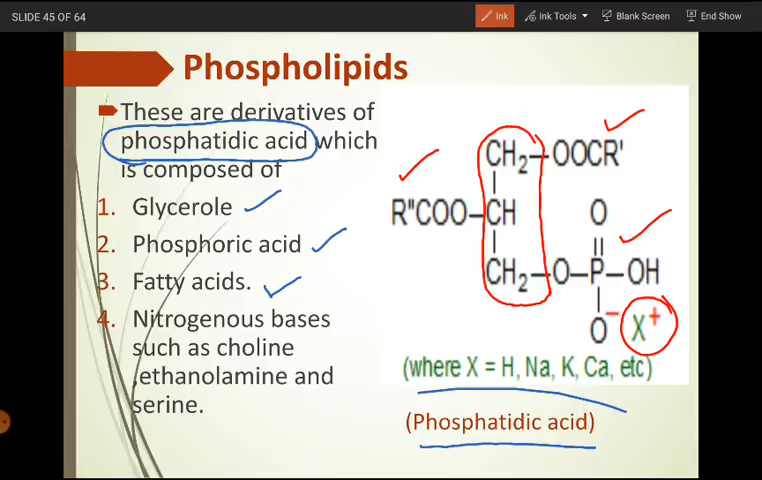 SLIDE 45 OF 64
Ink
Ink Tools
Blank Screen
End Show
Phospholipids
These are derivatives of
phosphatidic acid which
is composed of
1. Glycerole
2. Phosphoric acid
3. Fatty acids.
4. Nitrogenous bases
such as choline
,ethanolamine and
serine.
CH₂—OOCR'
R"COO—CH O
CH₂—O—P—OH
O⁻ X⁺
(where X = H, Na, K, Ca, etc)
(Phosphatidic acid)